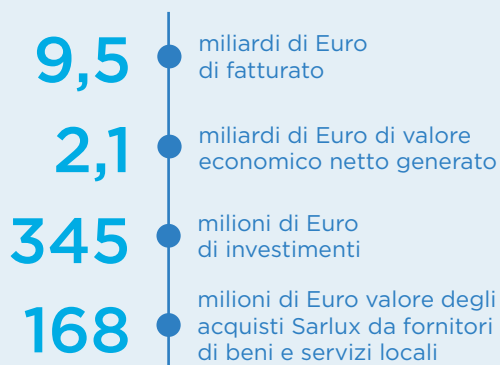 9,5
miliardi di Euro
di fatturato
2,1
miliardi di Euro di valore
economico netto generato
345
milioni di Euro
di investimenti
168
milioni di Euro valore degli
acquisti Sarlux da fornitori
di beni e servizi locali